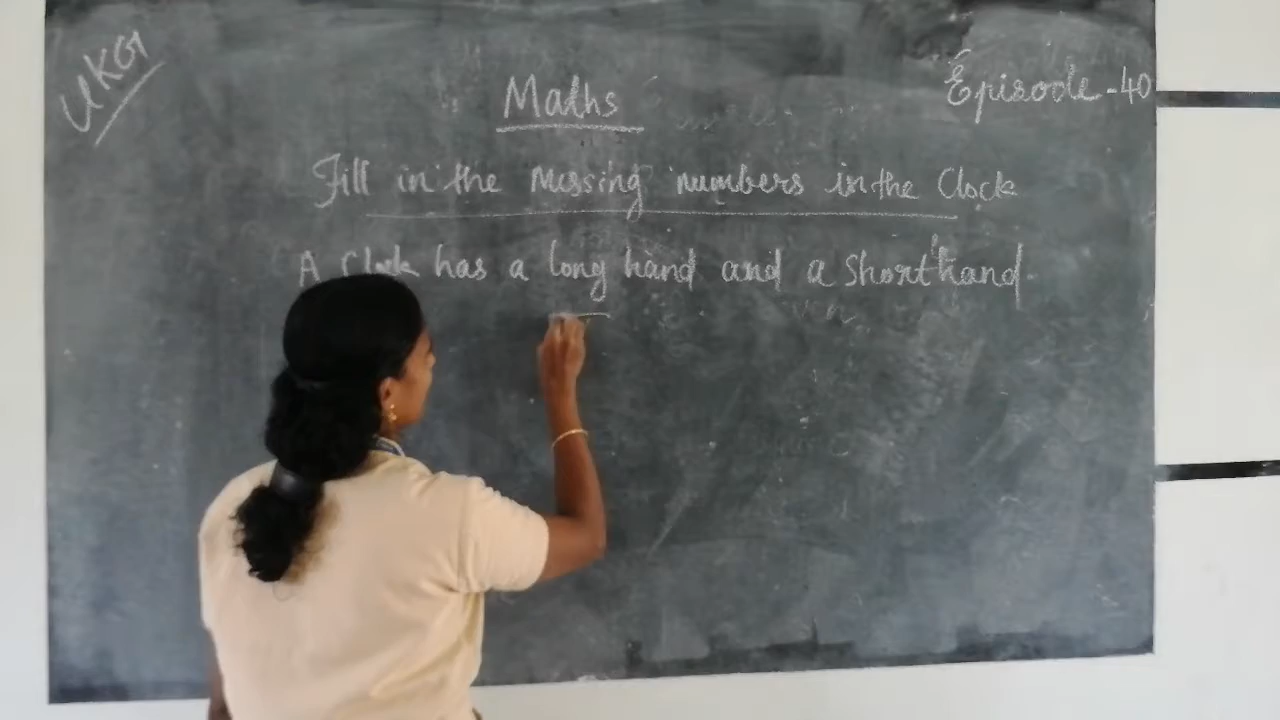 UKG
Maths
Episode-40
Fill in the Missing numbers in the Clock
A Clock has a long hand and a Short hand.